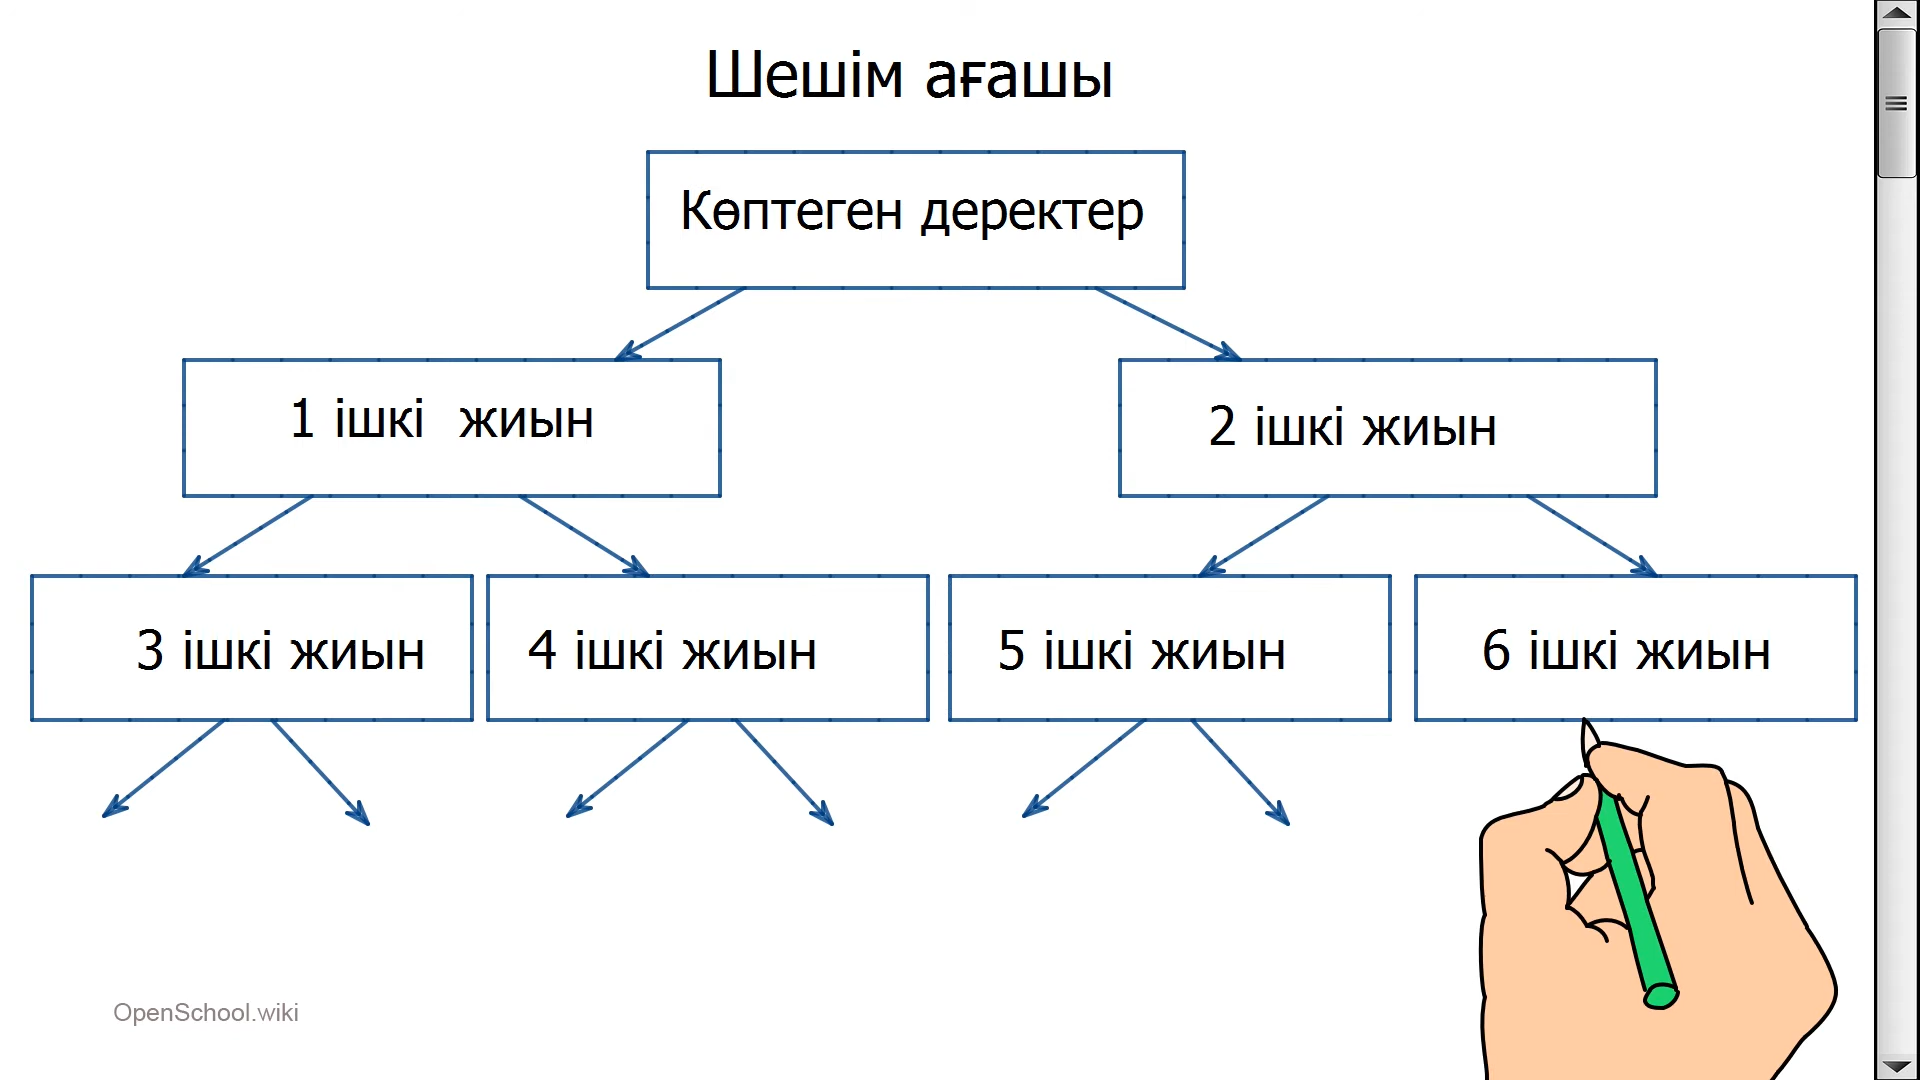 Шешім ағашы
Көптеген деректер
1 ішкі жиын
2 ішкі жиын
3 ішкі жиын
4 ішкі жиын
5 ішкі жиын
6 ішкі жиын
OpenSchool.wiki